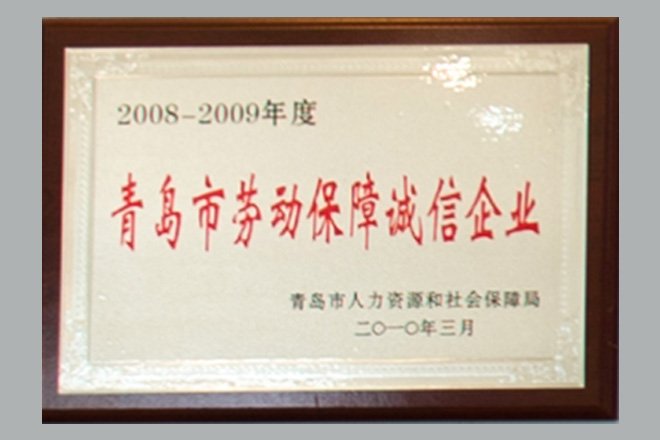 2008-2009年度
青岛市劳动保障诚信企业
青岛市人力资源和社会保障局
二〇一〇年三月